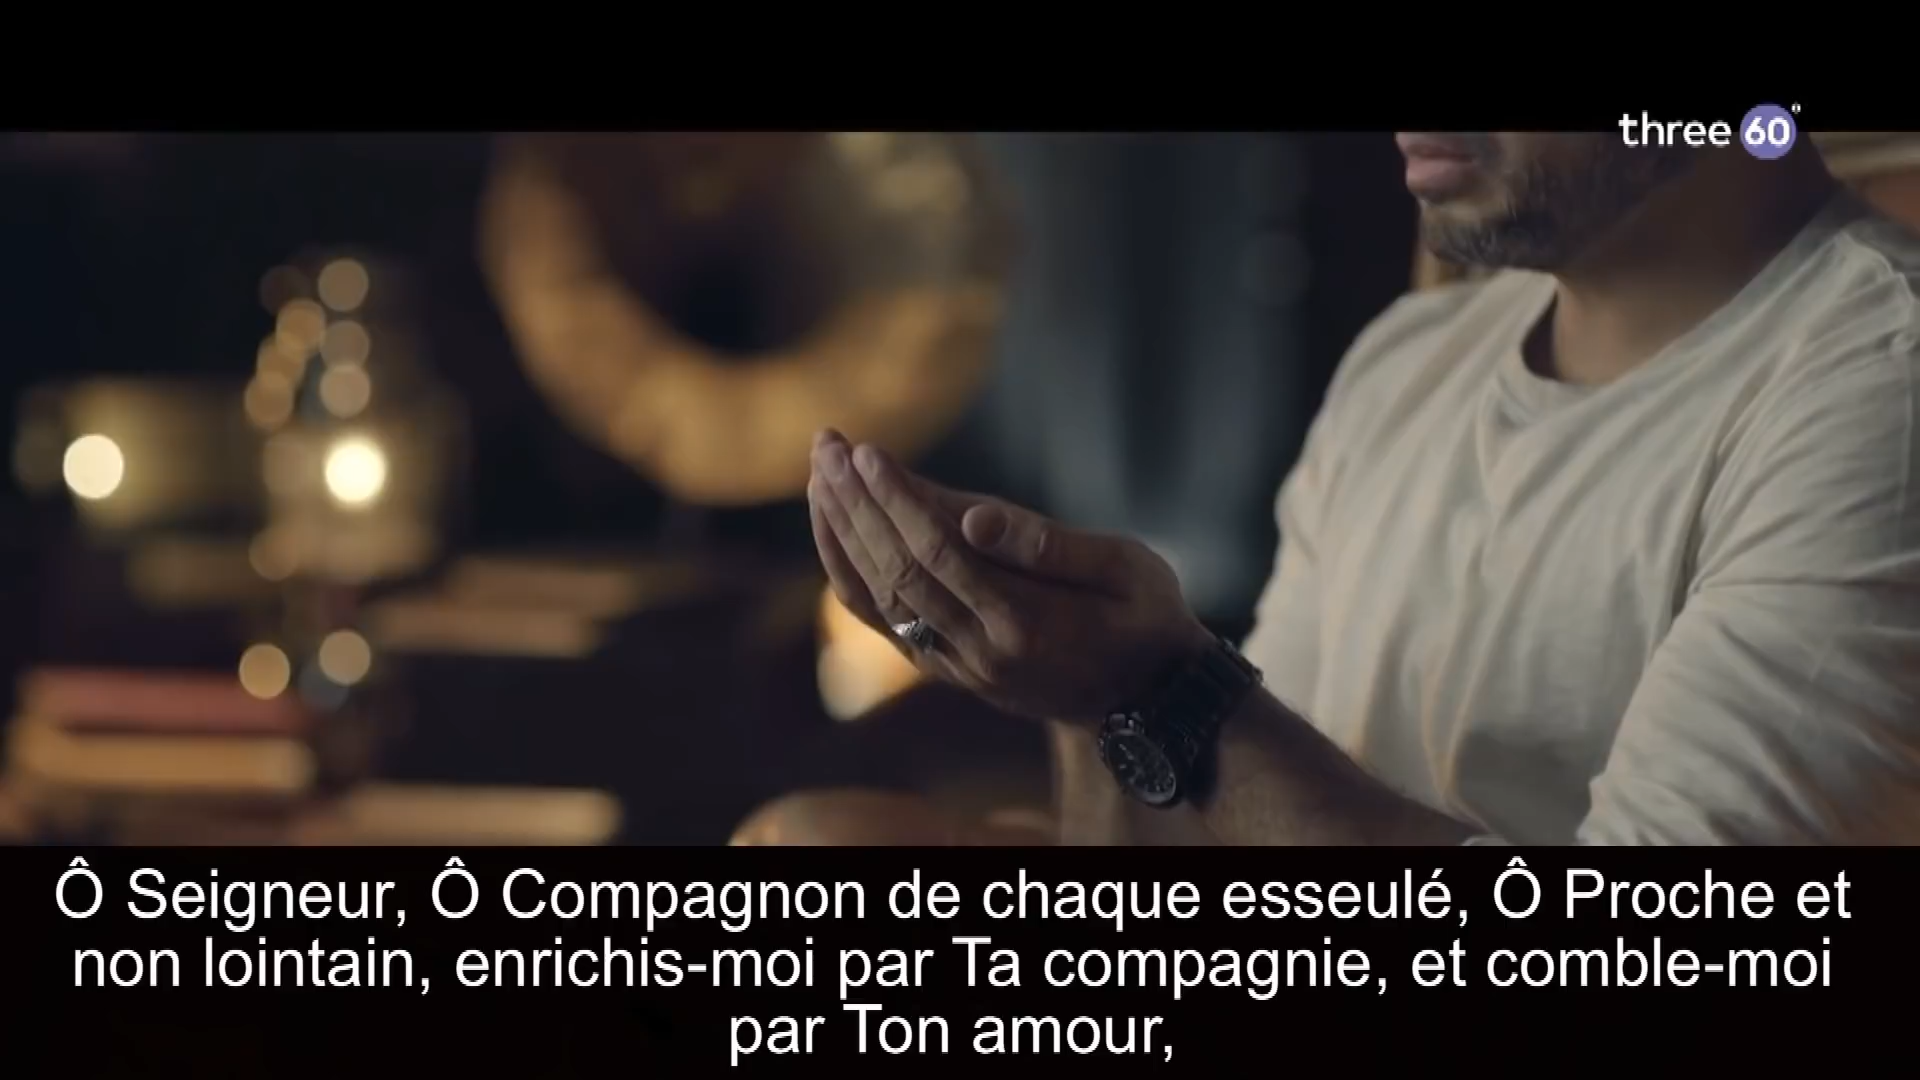 three 60°
Ô Seigneur, Ô Compagnon de chaque esseulé, Ô Proche et
non lointain, enrichis-moi par Ta compagnie, et comble-moi
par Ton amour,